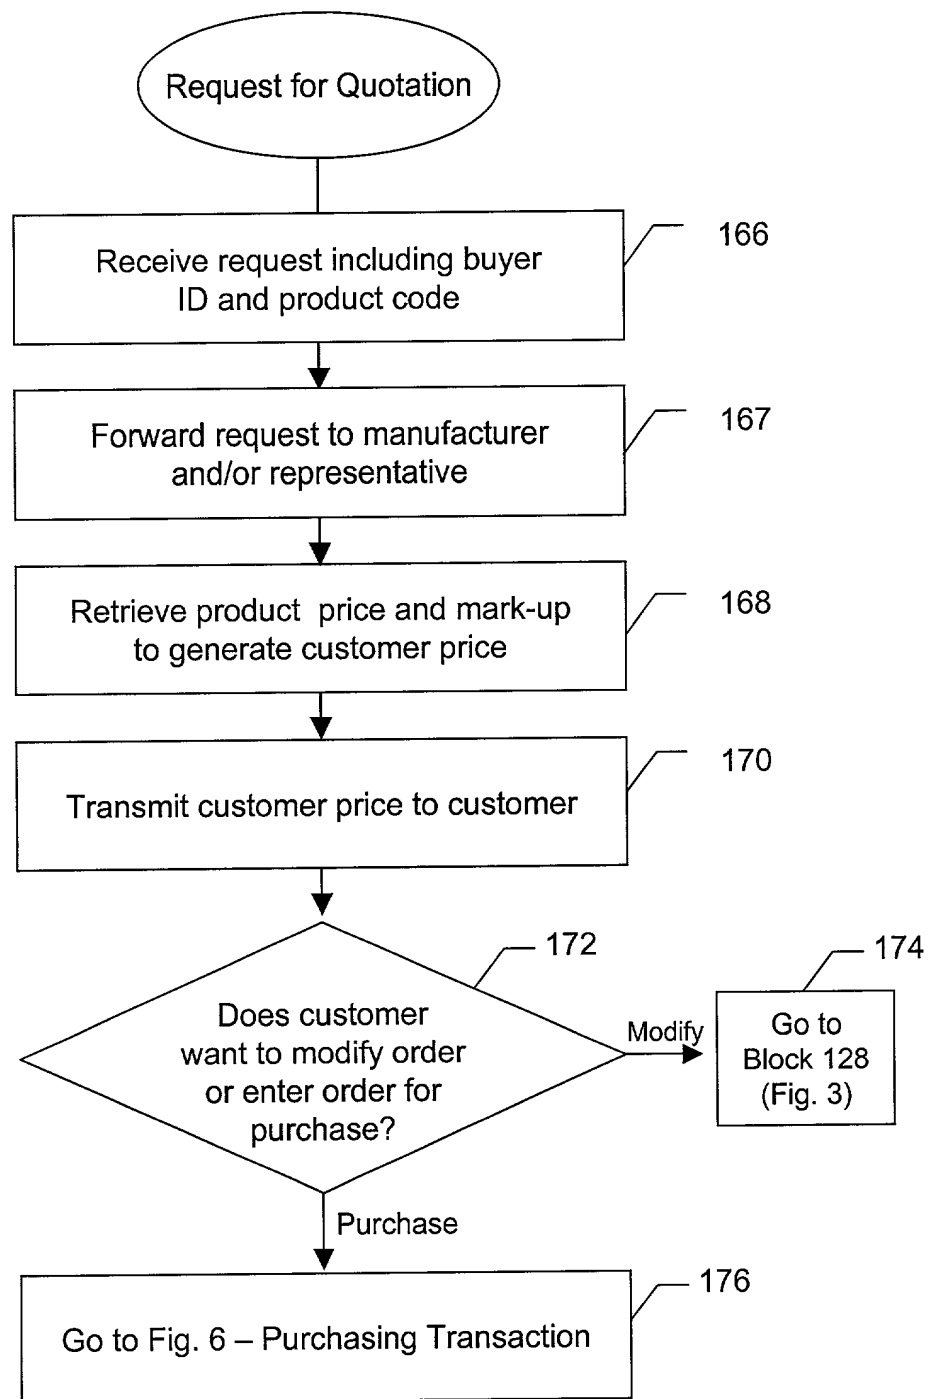 Request for Quotation
Receive request including buyer
ID and product code
166
Forward request to manufacturer
and/or representative
167
Retrieve product price and mark-up
to generate customer price
168
Transmit customer price to customer
170
172
Does customer
want to modify order
or enter order for
purchase?
Modify
174
Go to
Block 128
(Fig. 3)
Purchase
176
Go to Fig. 6 – Purchasing Transaction